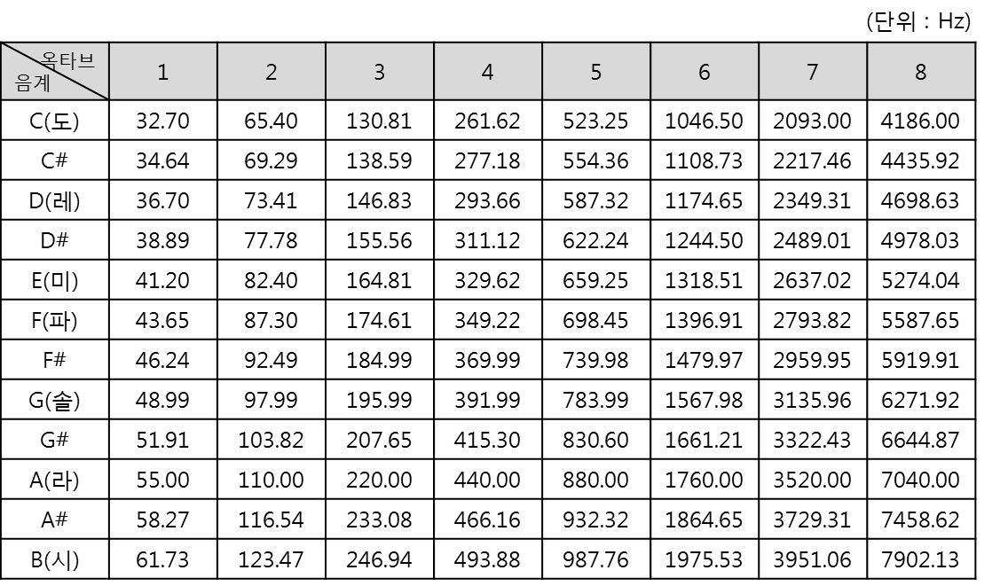 (단위 : Hz)
옥타브
음계 1 2 3 4 5 6 7 8
C(도) 32.70 65.40 130.81 261.62 523.25 1046.50 2093.00 4186.00
C# 34.64 69.29 138.59 277.18 554.36 1108.73 2217.46 4435.92
D(레) 36.70 73.41 146.83 293.66 587.32 1174.65 2349.31 4698.63
D# 38.89 77.78 155.56 311.12 622.24 1244.50 2489.01 4978.03
E(미) 41.20 82.40 164.81 329.62 659.25 1318.51 2637.02 5274.04
F(파) 43.65 87.30 174.61 349.22 698.45 1396.91 2793.82 5587.65
F# 46.24 92.49 184.99 369.99 739.98 1479.97 2959.95 5919.91
G(솔) 48.99 97.99 195.99 391.99 783.99 1567.98 3135.96 6271.92
G# 51.91 103.82 207.65 415.30 830.60 1661.21 3322.43 6644.87
A(라) 55.00 110.00 220.00 440.00 880.00 1760.00 3520.00 7040.00
A# 58.27 116.54 233.08 466.16 932.32 1864.65 3729.31 7458.62
B(시) 61.73 123.47 246.94 493.88 987.76 1975.53 3951.06 7902.13